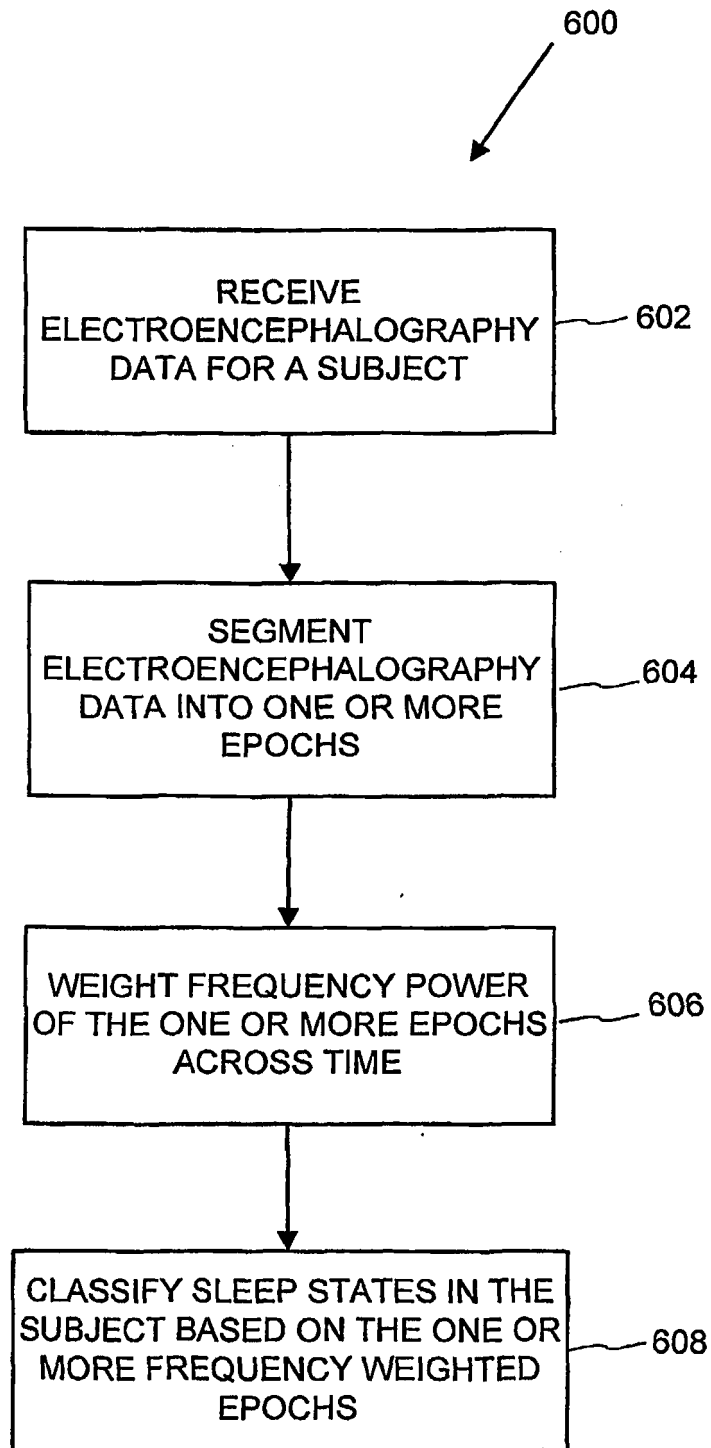 600
RECEIVE
ELECTROENCEPHALOGRAPHY
DATA FOR A SUBJECT
602
SEGMENT
ELECTROENCEPHALOGRAPHY
DATA INTO ONE OR MORE
EPOCHS
604
WEIGHT FREQUENCY POWER
OF THE ONE OR MORE EPOCHS
ACROSS TIME
606
CLASSIFY SLEEP STATES IN THE
SUBJECT BASED ON THE ONE OR
MORE FREQUENCY WEIGHTED
EPOCHS
608